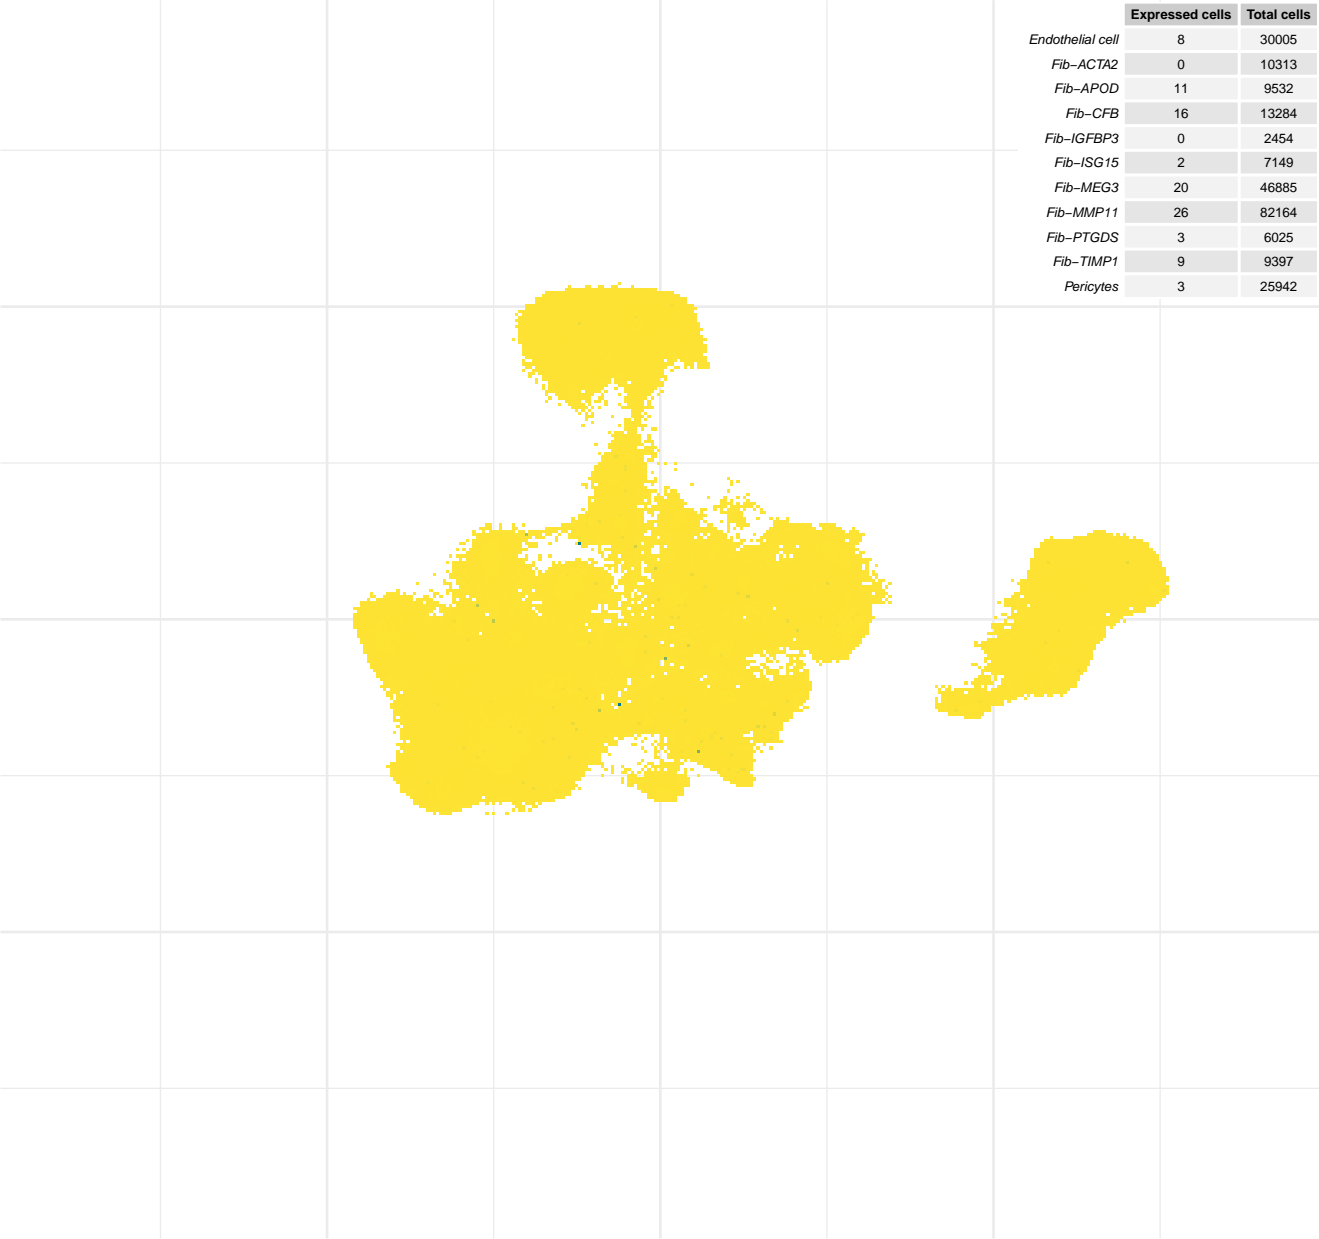 Expressed cells Total cells
Endothelial cell 8 30005
Fib−ACTA2 0 10313
Fib−APOD 11 9532
Fib−CFB 16 13284
Fib−IGFBP3 0 2454
Fib−ISG15 2 7149
Fib−MEG3 20 46885
Fib−MMP11 26 82164
Fib−PTGDS 3 6025
Fib−TIMP1 9 9397
Pericytes 3 25942